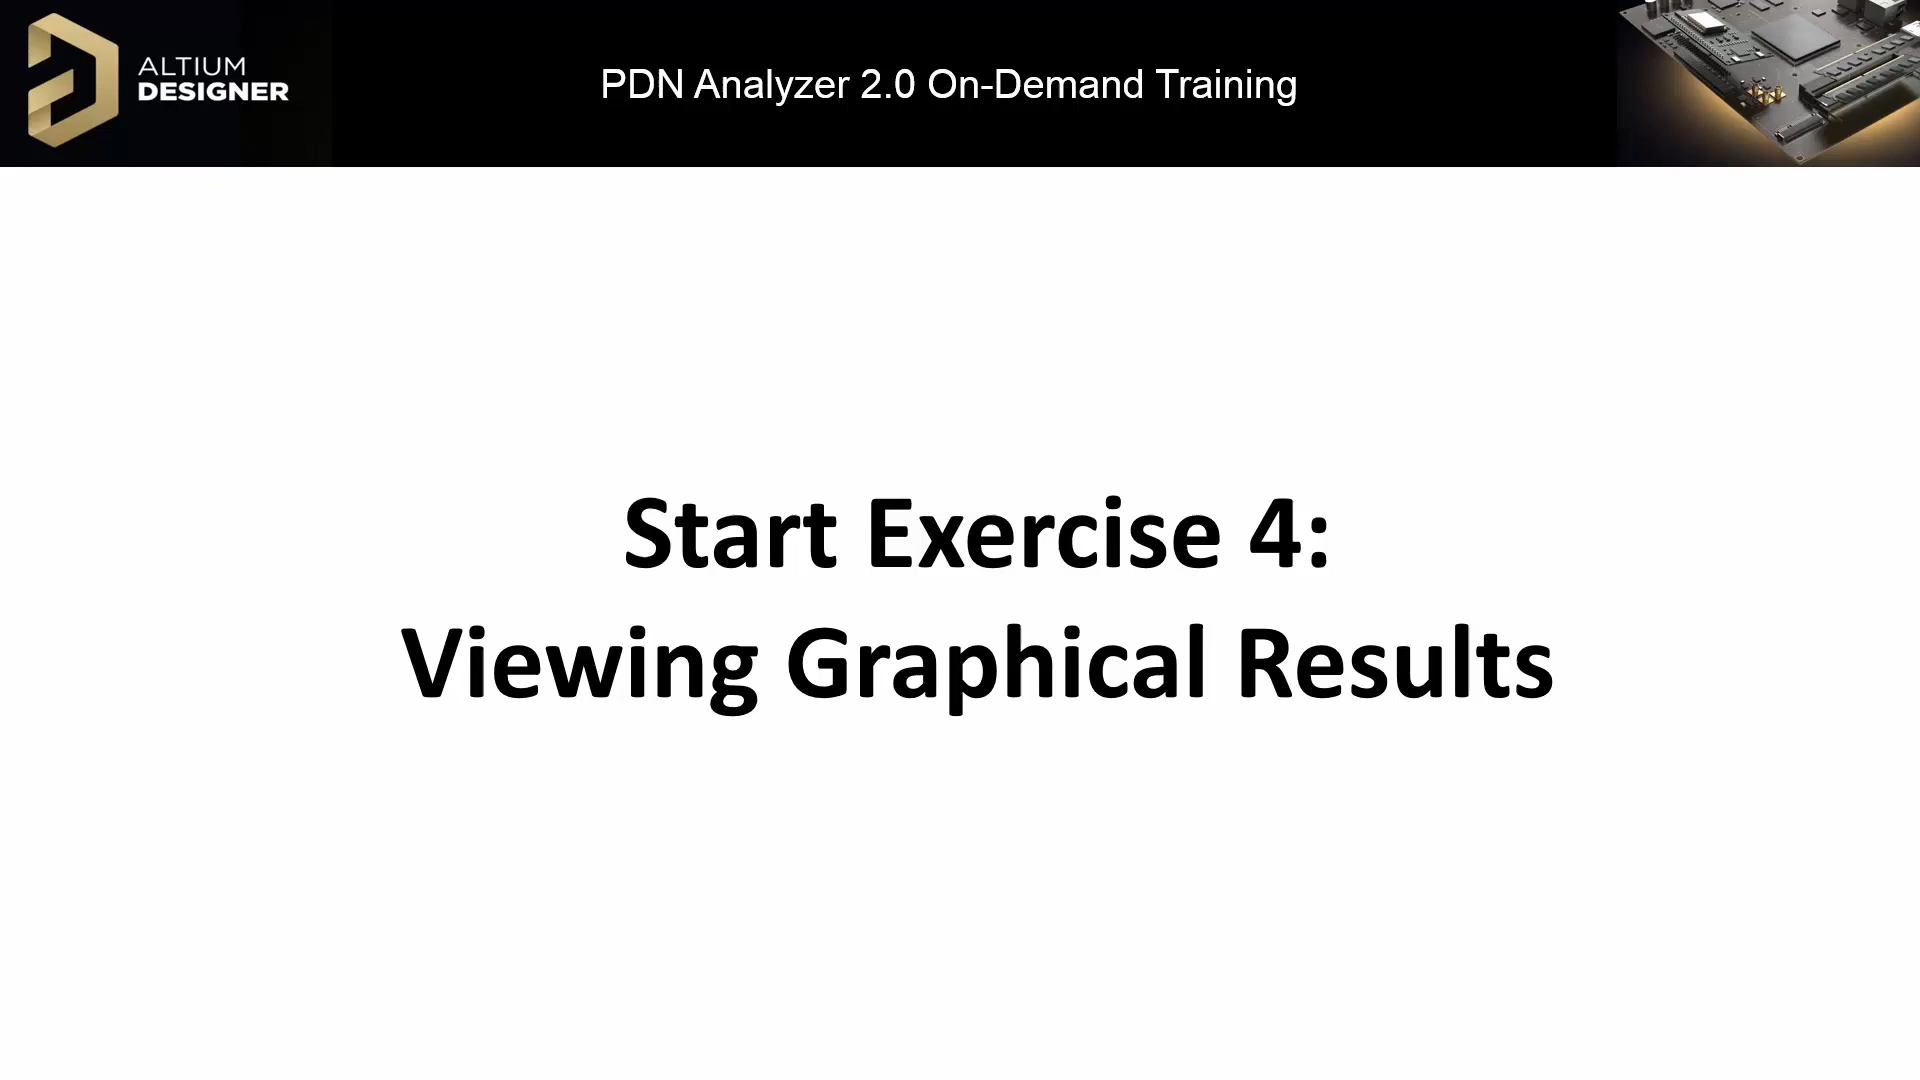 ALTIUM
DESIGNER
PDN Analyzer 2.0 On-Demand Training
Start Exercise 4:
Viewing Graphical Results